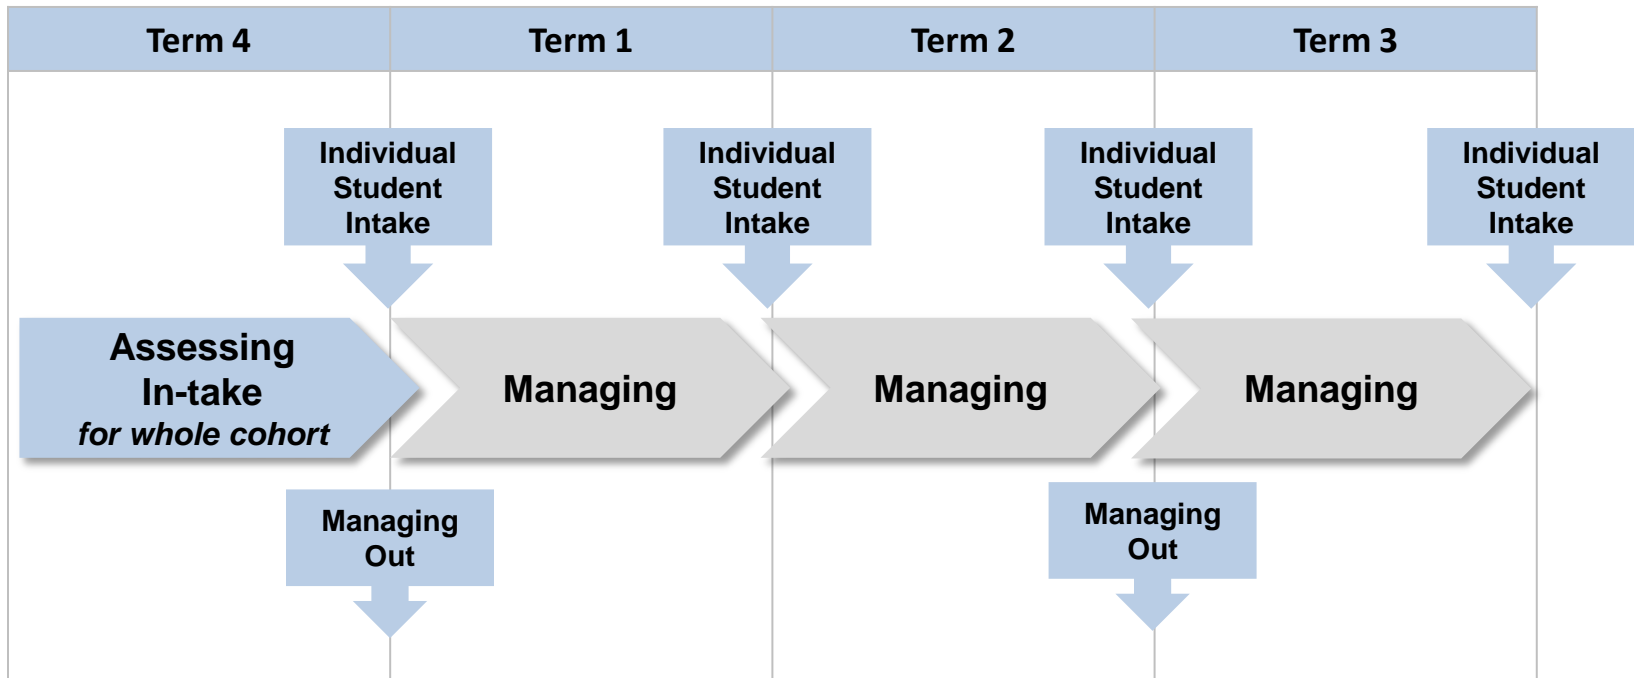 Term 4
Term 1
Term 2
Term 3
Individual
Student
Intake
Individual
Student
Intake
Individual
Student
Intake
Individual
Student
Intake
Assessing
In-take
for whole cohort
Managing
Managing
Managing
Managing
Out
Managing
Out